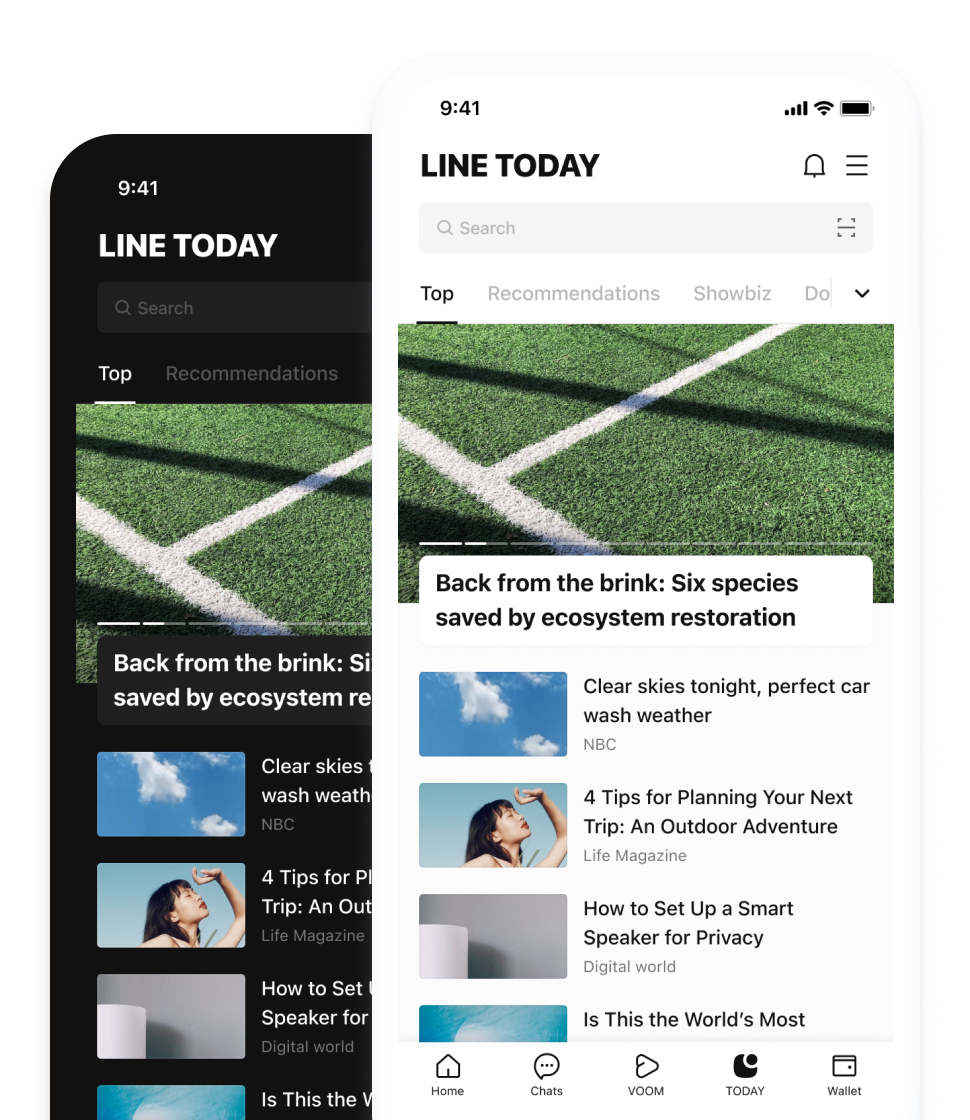 9:41
LINE TODAY
Search
Top Recommendations
Back from the brink: Si
saved by ecosystem re
Clear skies t
wash weath
NBC
4 Tips for Pl
Trip: An Out
Life Magazine
How to Set U
Speaker for
Digital world
Is This the W
9:41
LINE TODAY
Search
Top Recommendations Showbiz Do
Back from the brink: Six species
saved by ecosystem restoration
Clear skies tonight, perfect car
wash weather
NBC
4 Tips for Planning Your Next
Trip: An Outdoor Adventure
Life Magazine
How to Set Up a Smart
Speaker for Privacy
Digital world
Is This the World’s Most
Home Chats VOOM TODAY Wallet